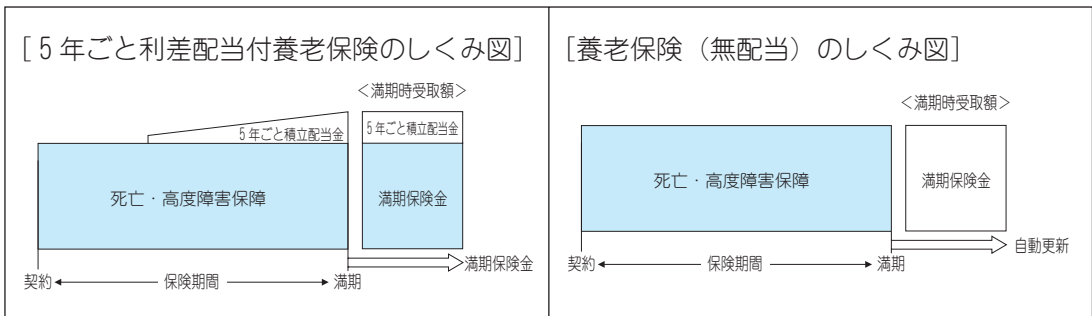 [5年ごと利差配当付養老保険のしくみ図]
<満期時受取額>
5年ごと積立配当金
5年ごと積立配当金
死亡・高度障害保障
満期保険金
満期保険金
契約
保険期間
満期
[養老保険（無配当）のしくみ図]
<満期時受取額>
死亡・高度障害保障
満期保険金
自動更新
契約
保険期間
満期